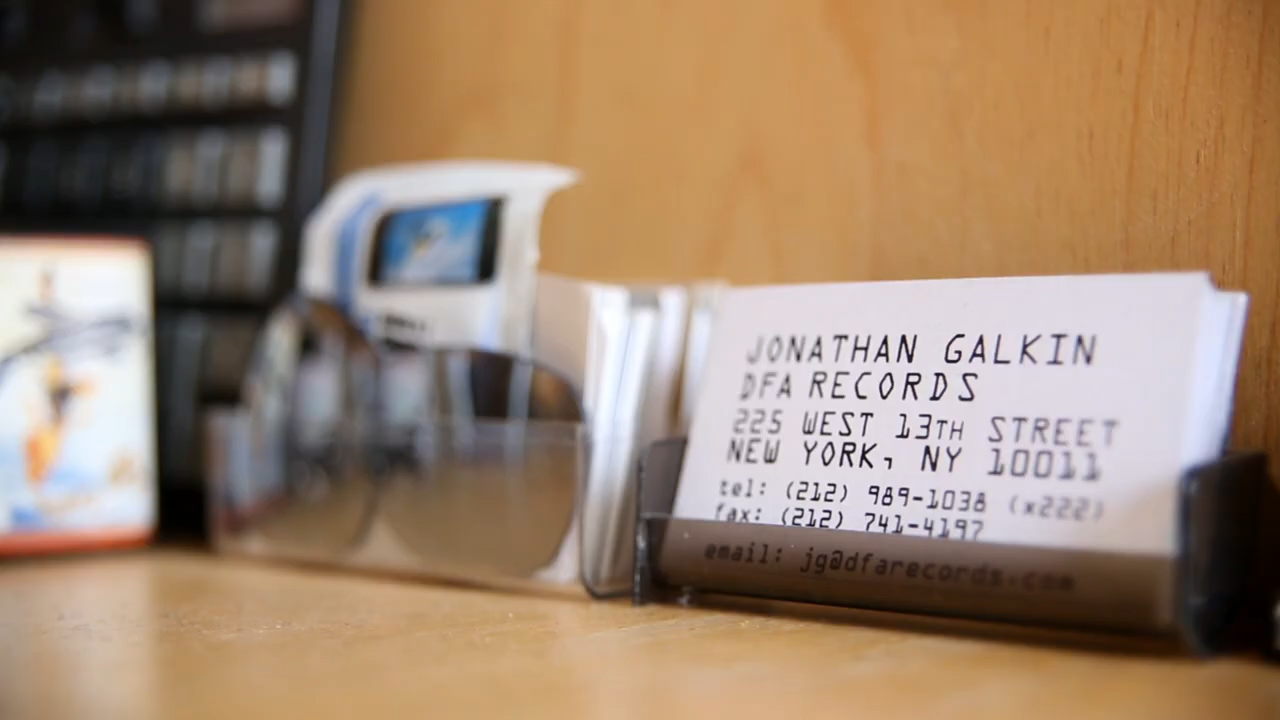 JONATHAN GALKIN
DFA RECORDS
225 WEST 13TH STREET
NEW YORK, NY 10011
tel: (212) 989-1038 (x222)
fax: (212) 741-4197
email: jg@dfarecords.com